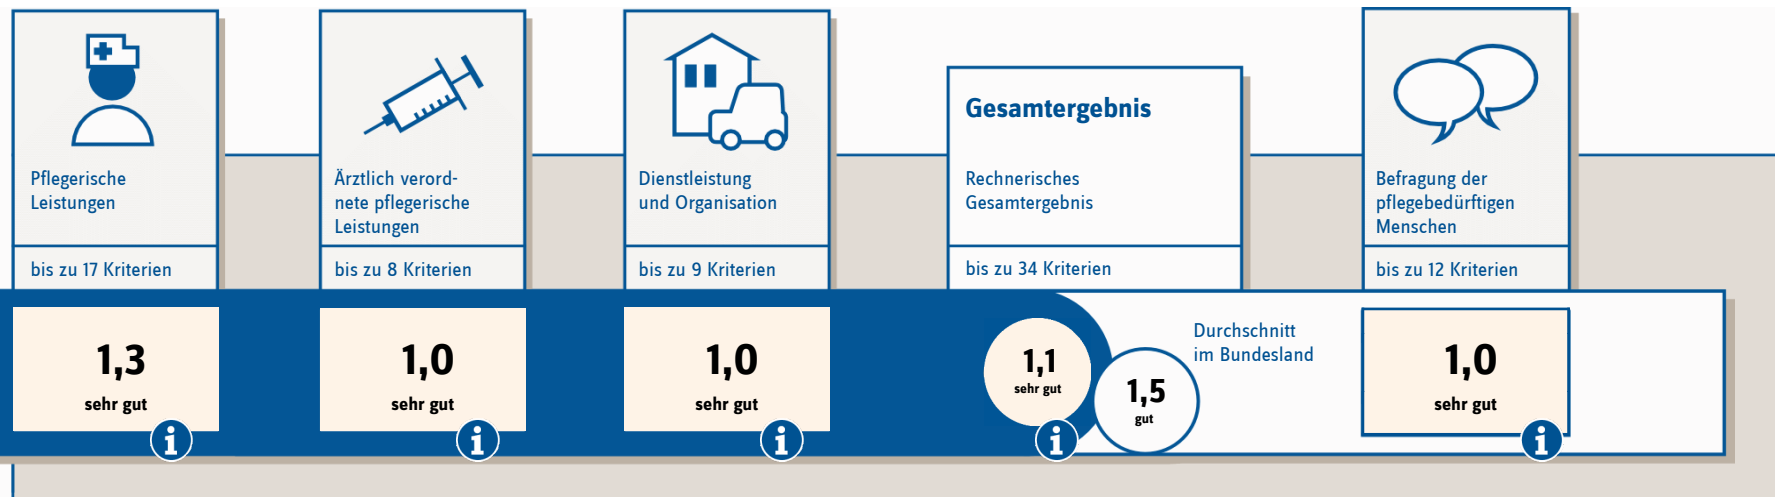 Pflegerische
Leistungen
bis zu 17 Kriterien
1,3
sehr gut
i
Ärztlich verord-
nete pflegerische
Leistungen
bis zu 8 Kriterien
1,0
sehr gut
i
Dienstleistung
und Organisation
bis zu 9 Kriterien
1,0
sehr gut
i
Gesamtergebnis
Rechnerisches
Gesamtergebnis
bis zu 34 Kriterien
1,1
sehr gut
i
1,5
gut
Durchschnitt
im Bundesland
Befragung der
pflegebedürftigen
Menschen
bis zu 12 Kriterien
1,0
sehr gut
i